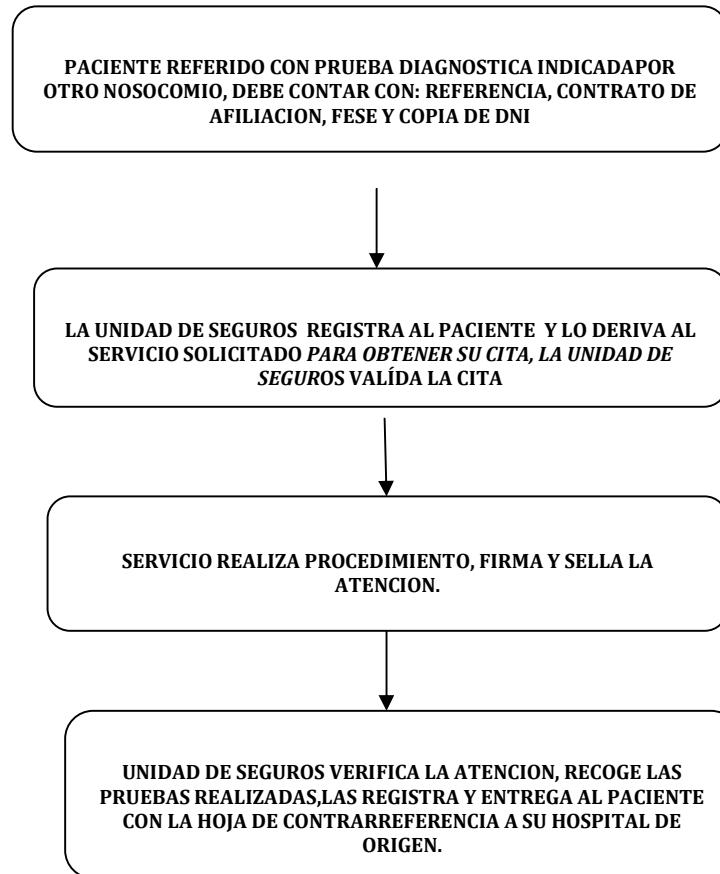 PACIENTE REFERIDO CON PRUEBA DIAGNOSTICA INDICADAPOR
OTRO NOSOCOMIO, DEBE CONTAR CON: REFERENCIA, CONTRATO DE
AFILIACION, FESE Y COPIA DE DNI
LA UNIDAD DE SEGUROS REGISTRA AL PACIENTE Y LO DERIVA AL
SERVICIO SOLICITADO PARA OBTENER SU CITA, LA UNIDAD DE
SEGUROS VALÍDA LA CITA
SERVICIO REALIZA PROCEDIMIENTO, FIRMA Y SELLA LA
ATENCION.
UNIDAD DE SEGUROS VERIFICA LA ATENCION, RECOGE LAS
PRUEBAS REALIZADAS,LAS REGISTRA Y ENTREGA AL PACIENTE
CON LA HOJA DE CONTRARREFERENCIA A SU HOSPITAL DE
ORIGEN.